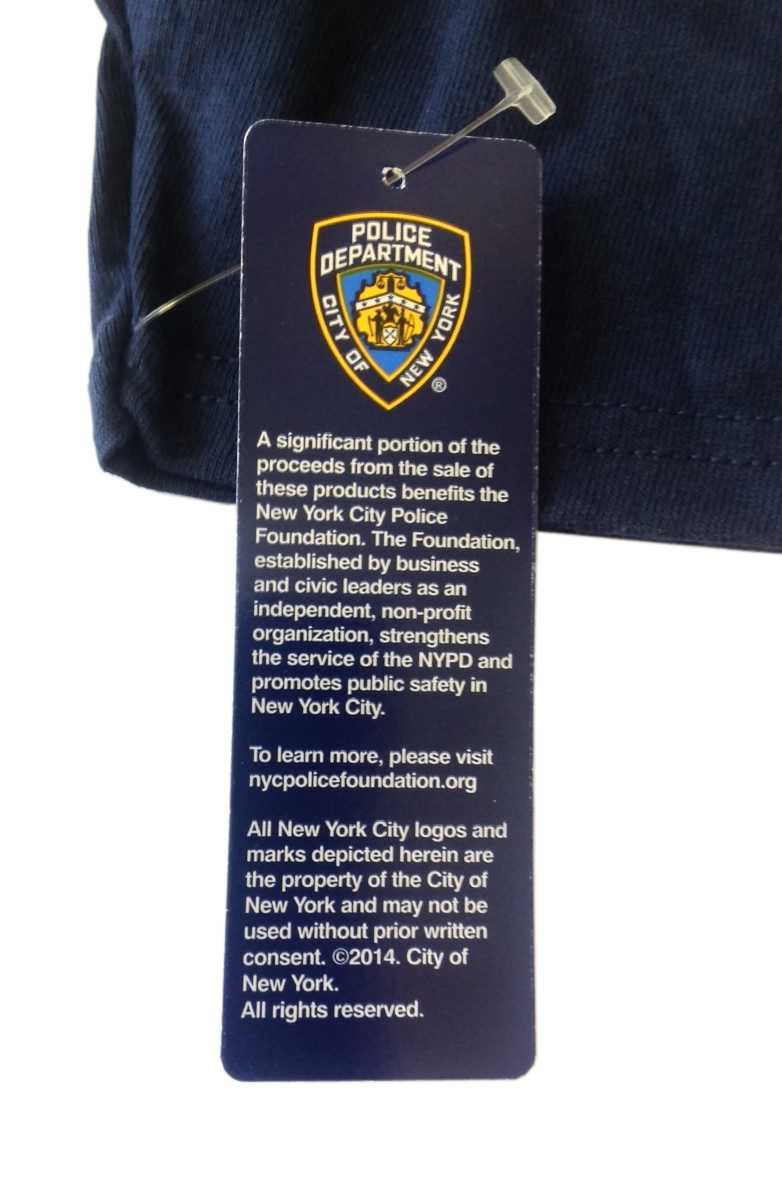 POLICE
DEPARTMENT
CITY OF
NEW YORK
®
A significant portion of the
proceeds from the sale of
these products benefits the
New York City Police
Foundation. The Foundation,
established by business
and civic leaders as an
independent, non-profit
organization, strengthens
the service of the NYPD and
promotes public safety in
New York City.
To learn more, please visit
nycpolicefoundation.org
All New York City logos and
marks depicted herein are
the property of the City of
New York and may not be
used without prior written
consent. ©2014. City of
New York.
All rights reserved.